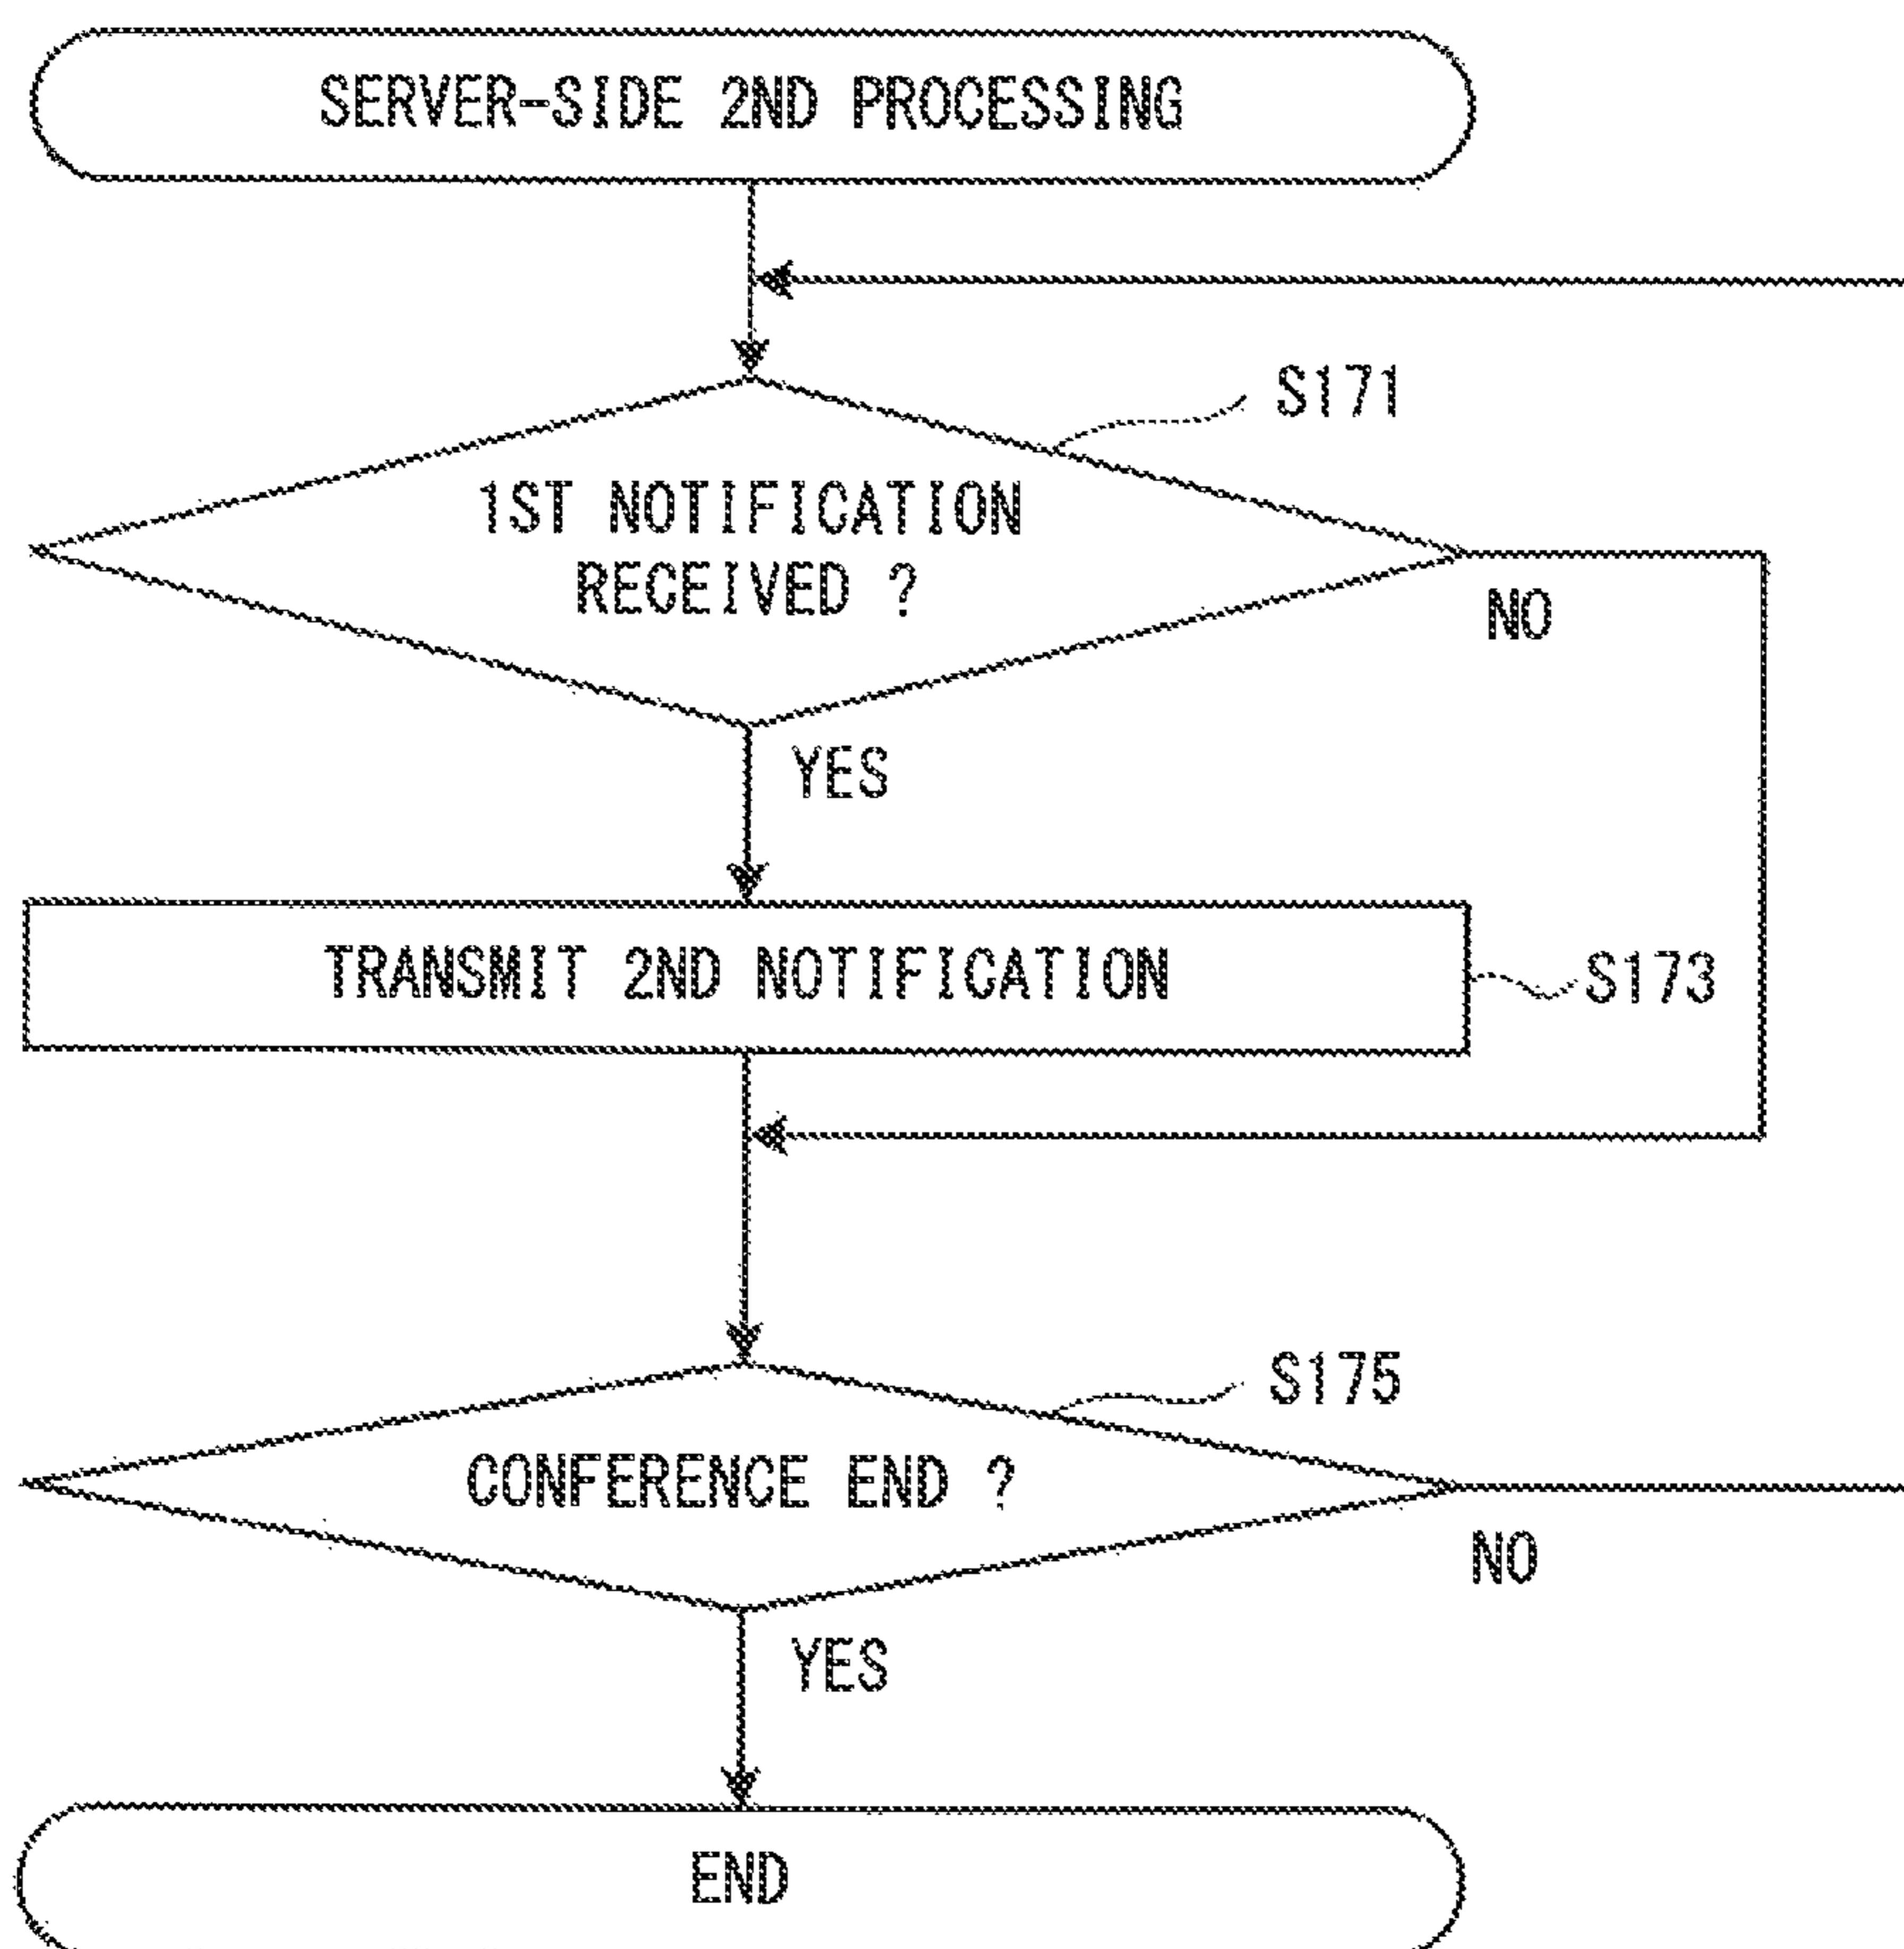 SERVER-SIDE 2ND PROCESSING
S171
1ST NOTIFICATION
RECEIVED ?
NO
YES
TRANSMIT 2ND NOTIFICATION
S173
S175
CONFERENCE END ?
NO
YES
END